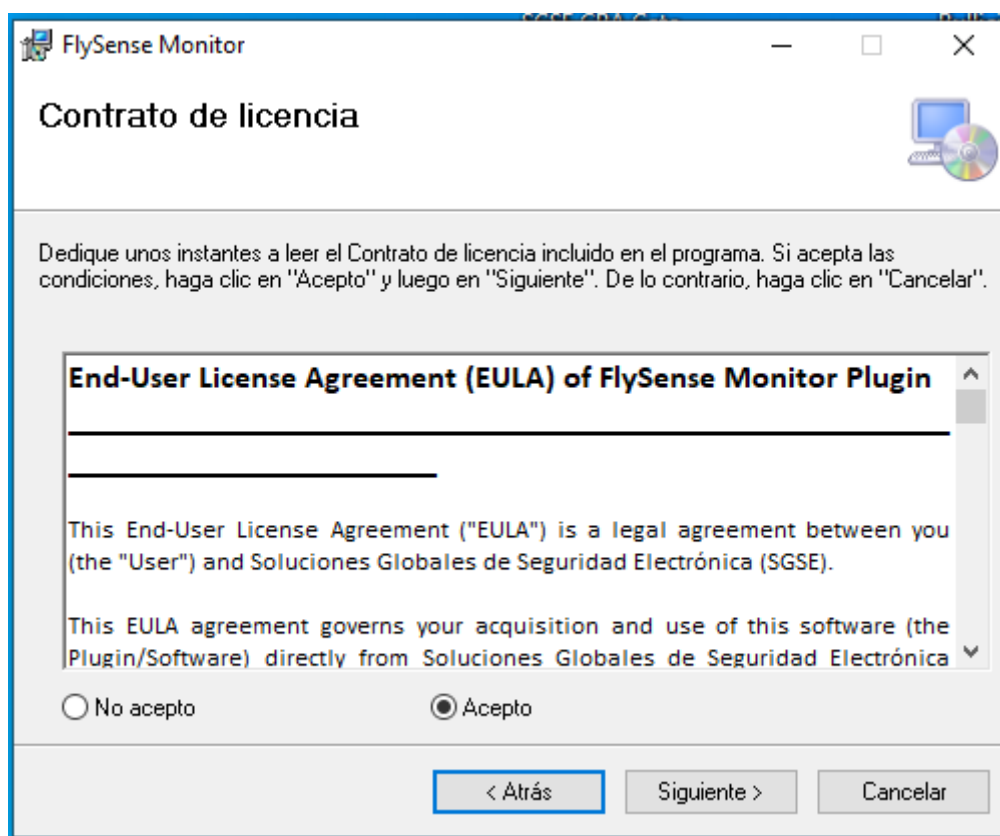 FlySense Monitor
Contrato de licencia
Dedique unos instantes a leer el Contrato de licencia incluido en el programa. Si acepta las
condiciones, haga clic en "Acepto" y luego en "Siguiente". De lo contrario, haga clic en "Cancelar".
End-User License Agreement (EULA) of FlySense Monitor Plugin
This End-User License Agreement ("EULA") is a legal agreement between you
(the "User") and Soluciones Globales de Seguridad Electrónica (SGSE).
This EULA agreement governs your acquisition and use of this software (the
Plugin/Software) directly from Soluciones Globales de Seguridad Electrónica
No acepto
Acepto
< Atrás
Siguiente >
Cancelar